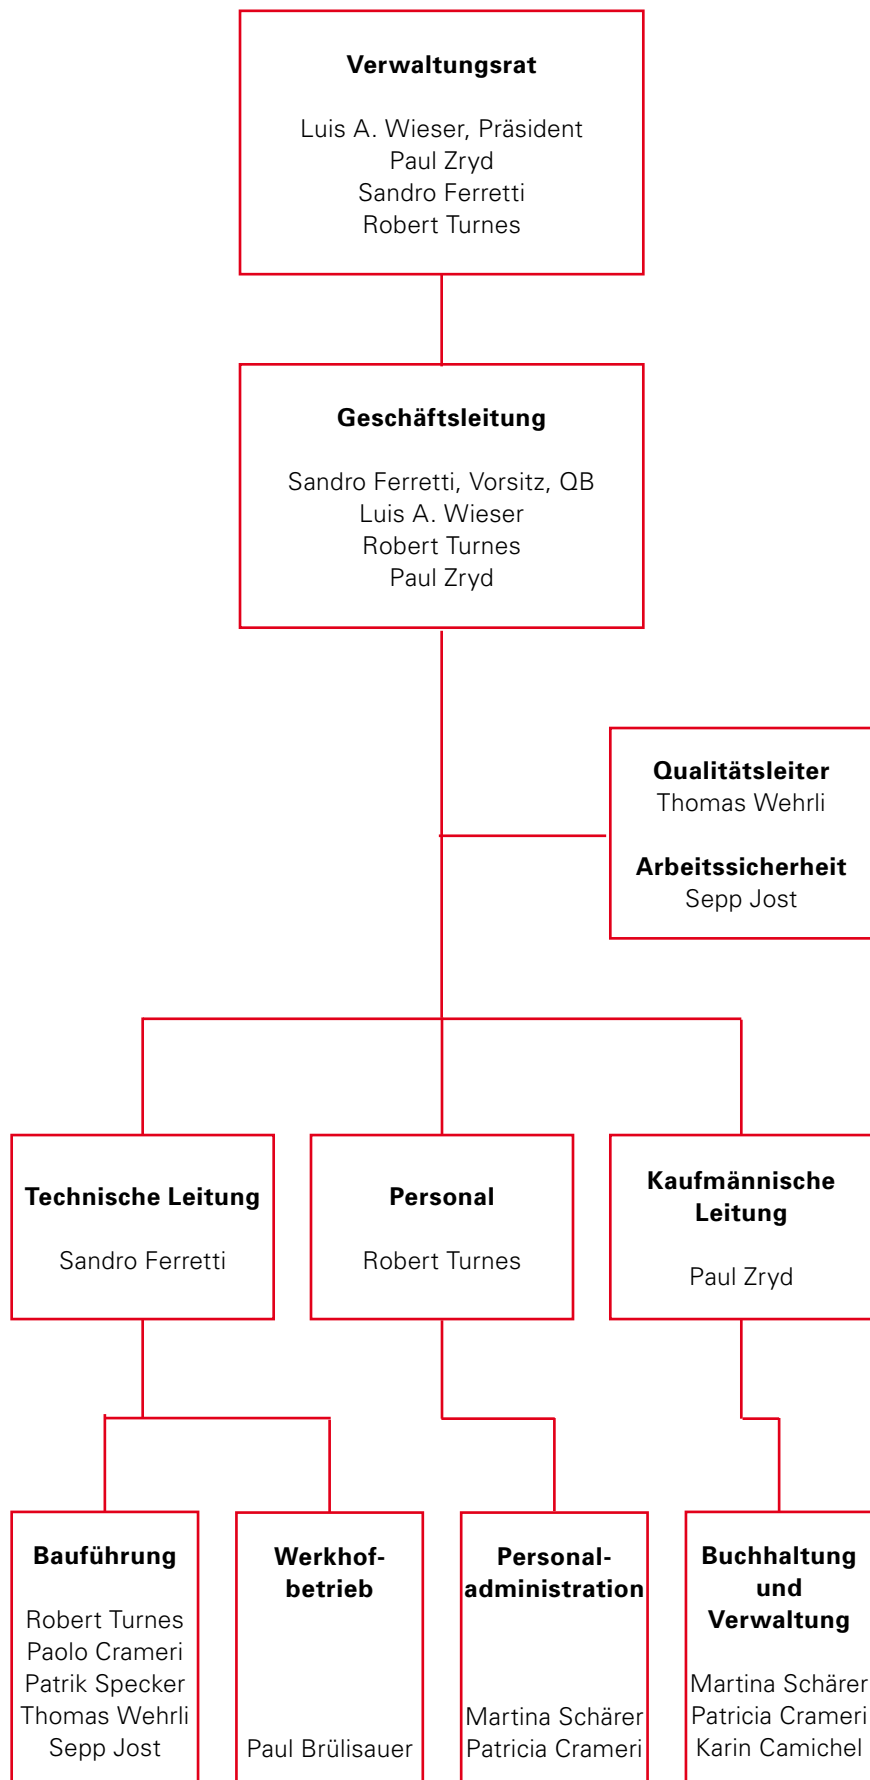 Verwaltungsrat
Luis A. Wieser, Präsident
Paul Zryd
Sandro Ferretti
Robert Turnes
Geschäftsleitung
Sandro Ferretti, Vorsitz, QB
Luis A. Wieser
Robert Turnes
Paul Zryd
Qualitätsleiter
Thomas Wehrli
Arbeitssicherheit
Sepp Jost
Technische Leitung
Sandro Ferretti
Personal
Robert Turnes
Kaufmännische
Leitung
Paul Zryd
Bauführung
Robert Turnes
Paolo Crameri
Patrik Specker
Thomas Wehrli
Sepp Jost
Werkhof-
betrieb
Paul Brülisauer
Personal-
administration
Martina Schärer
Patricia Crameri
Buchhaltung
und
Verwaltung
Martina Schärer
Patricia Crameri
Karin Camichel